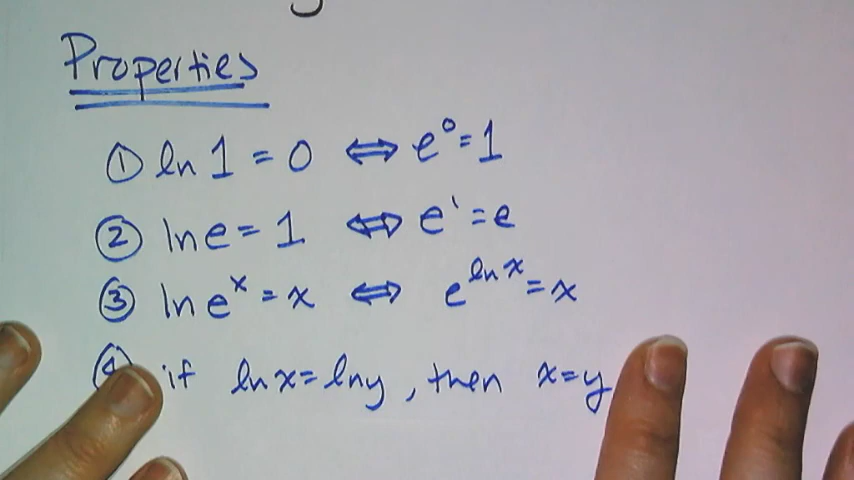 Properties
① ln 1 = 0 ⇔ e⁰ = 1
② ln e = 1 ⇔ e¹ = e
③ ln eˣ = x ⇔ e^(ln x) = x
④ if ln x = ln y, then x = y